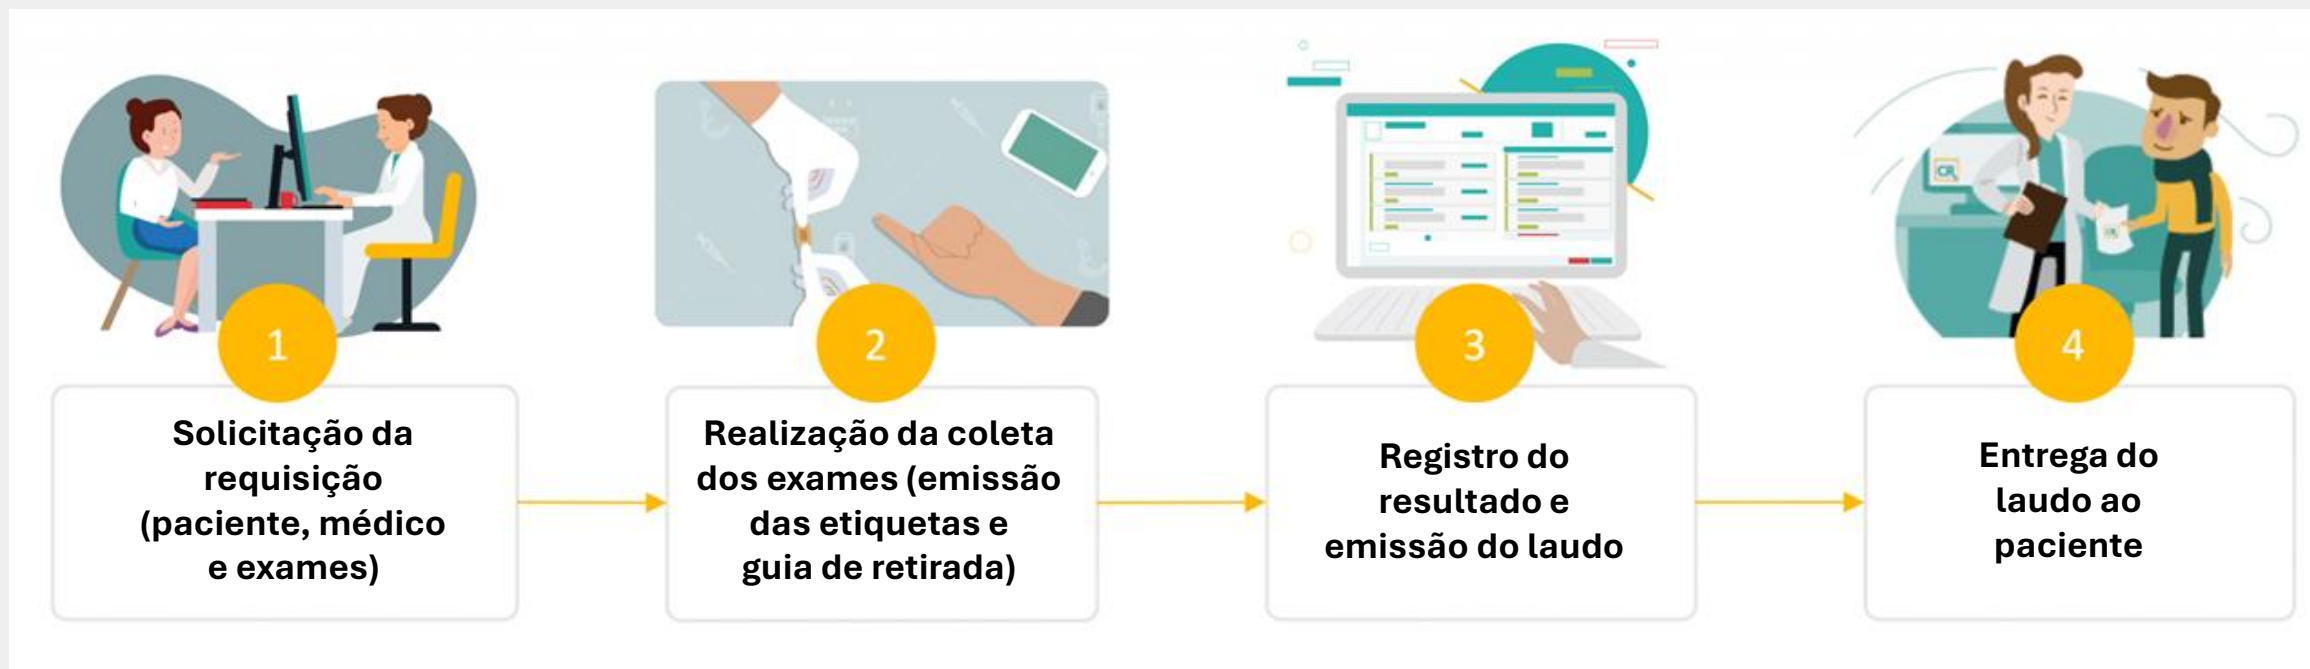 1
Solicitação da
requisição
(paciente, médico
e exames)
2
Realização da coleta
dos exames (emissão
das etiquetas e
guia de retirada)
3
Registro do
resultado e
emissão do laudo
CR
4
Entrega do
laudo ao
paciente